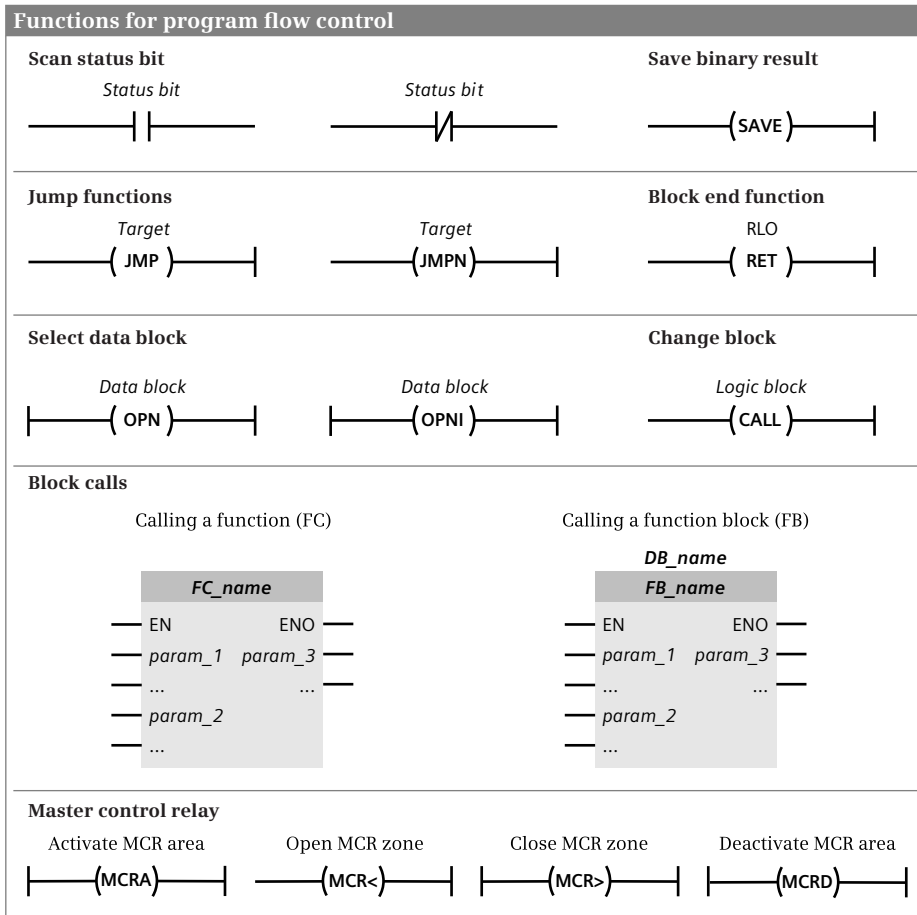 Functions for program flow control
Scan status bit
Save binary result
Status bit
Status bit
SAVE
Jump functions
Block end function
Target
Target
RLO
JMP
JMPN
RET
Select data block
Change block
Data block
Data block
Logic block
OPN
OPNI
CALL
Block calls
Calling a function (FC)
Calling a function block (FB)
DB_name
FC_name
FB_name
EN ENO
EN ENO
param_1 param_3
param_1 param_3
... ...
... ...
param_2
param_2
...
...
Master control relay
Activate MCR area
Open MCR zone
Close MCR zone
Deactivate MCR area
MCRA
MCR<
MCR>
MCRD